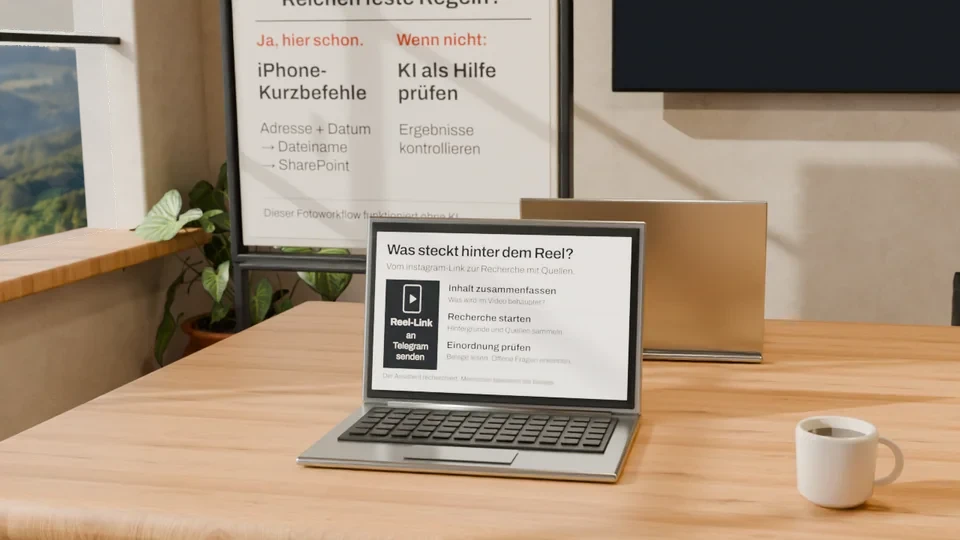 Reichen feste Regeln?
Ja, hier schon.
iPhone-
Kurzbefehle
Adresse + Datum
→ Dateiname
→ SharePoint
Wenn nicht:
KI als Hilfe
prüfen
Ergebnisse
kontrollieren
Dieser Fotoworkflow funktioniert ohne KI
Was steckt hinter dem Reel?
Vom Instagram-Link zur Recherche mit Quellen.
Reel-Link
an
Telegram
senden
Inhalt zusammenfassen
Was wird im Video behauptet?
Recherche starten
Hintergründe und Quellen sammeln
Einordnung prüfen
Belege lesen. Offene Fragen
Der Assistent recherchiert.